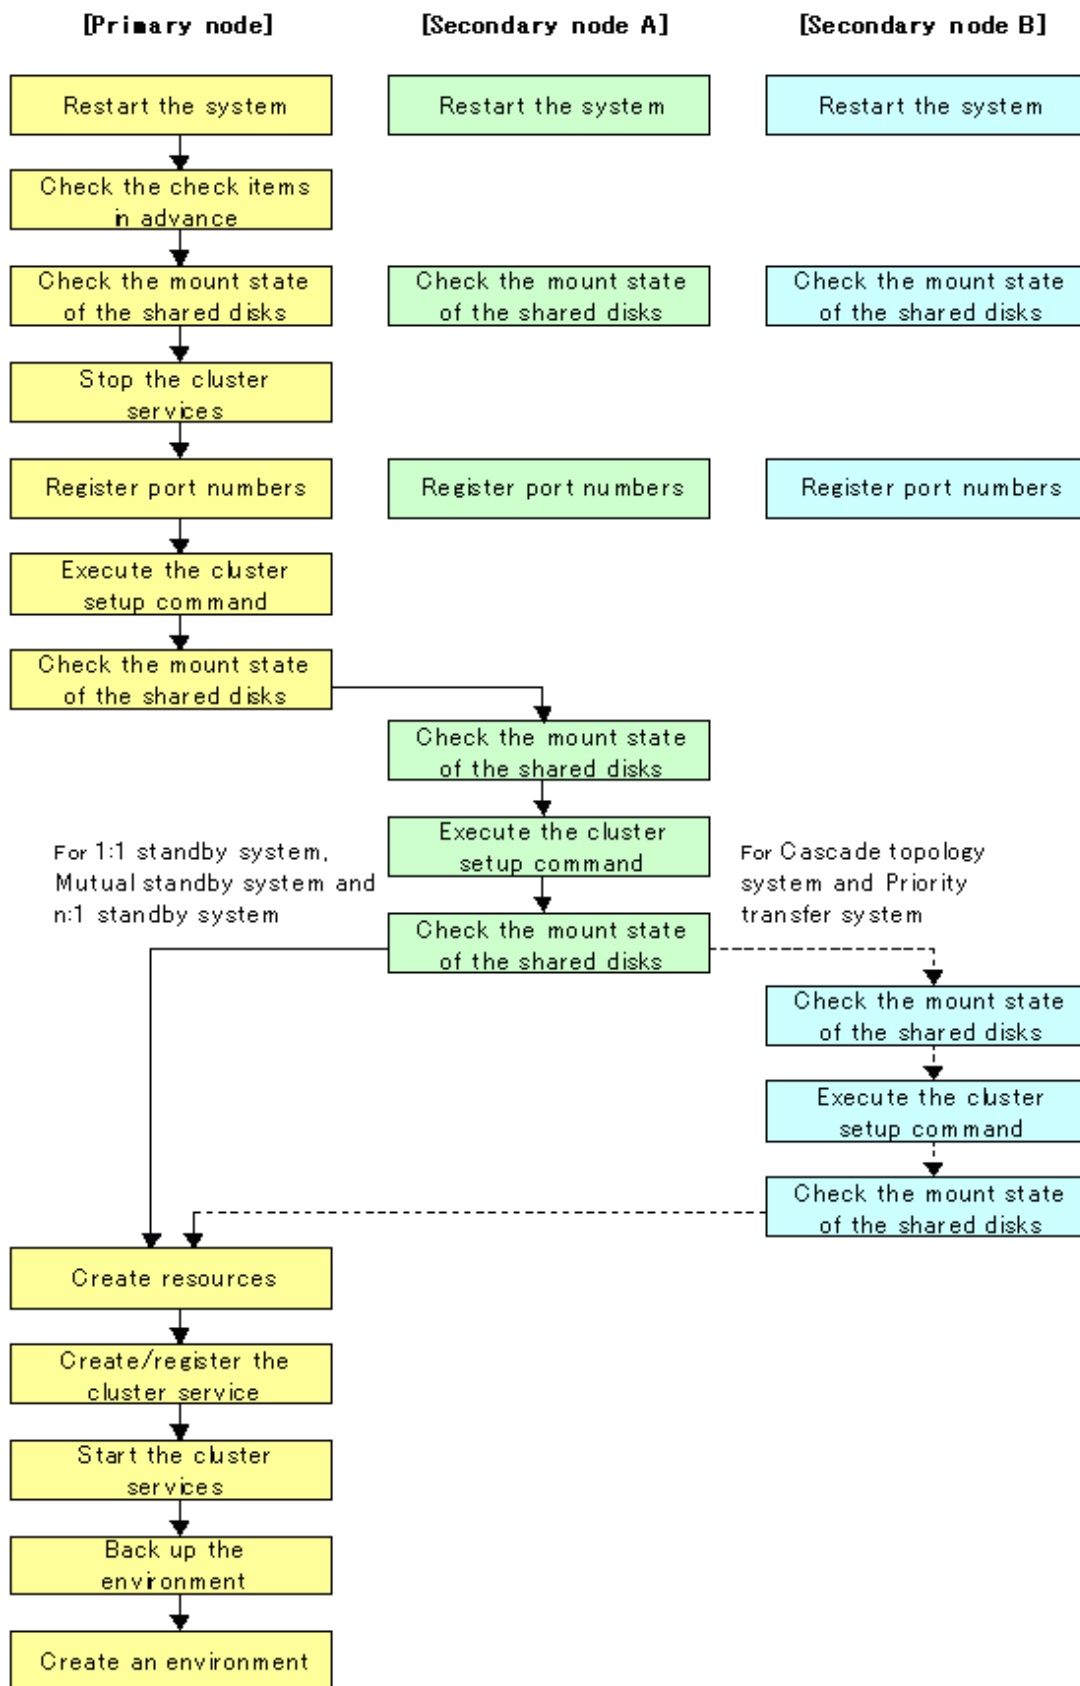 [Primary node] [Secondary node A] [Secondary node B]
Restart the system Restart the system Restart the system
Check the check items
in advance
Check the mount state Check the mount state Check the mount state
of the shared disks of the shared disks of the shared disks
Stop the cluster
services
Register port numbers Register port numbers Register port numbers
Execute the cluster
setup command
Check the mount state
of the shared disks
Check the mount state
of the shared disks
Execute the cluster
setup command
For 1:1 standby system,
Mutual standby system and
n:1 standby system
For Cascade topology
system and Priority
transfer system
Check the mount state
of the shared disks
Check the mount state
of the shared disks
Execute the cluster
setup command
Check the mount state
of the shared disks
Create resources
Create/register the
cluster service
Start the cluster
services
Back up the
environment
Create an environment